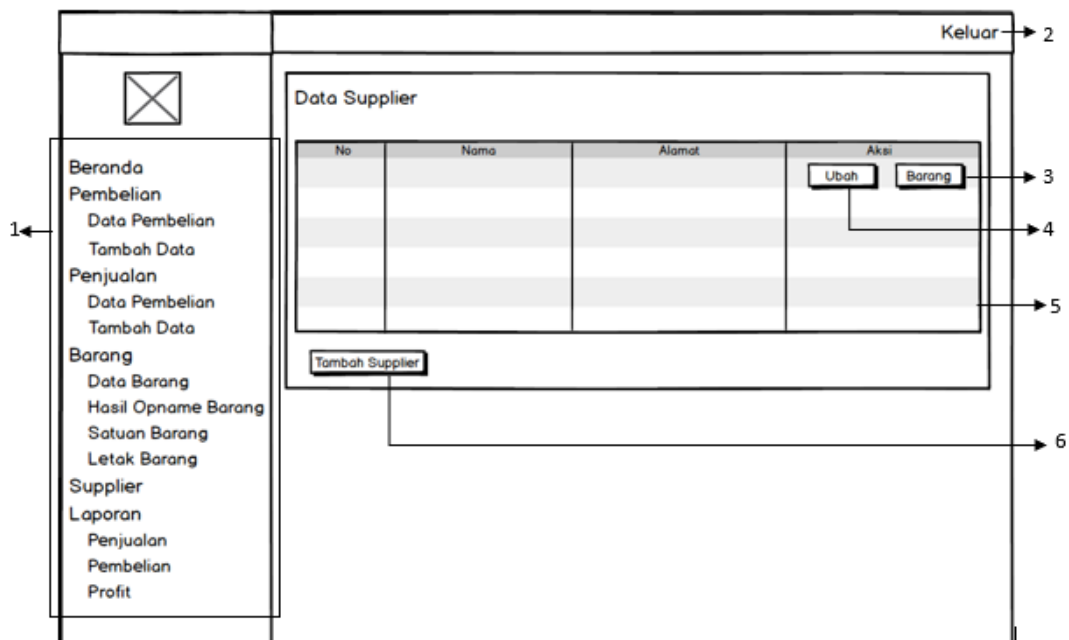 Keluar
2
Data Supplier
No Nama Alamat Aksi
Ubah Barang
3
4
5
Tambah Supplier
6
1
Beranda
Pembelian
Data Pembelian
Tambah Data
Penjualan
Data Pembelian
Tambah Data
Barang
Data Barang
Hasil Opname Barang
Satuan Barang
Letak Barang
Supplier
Laporan
Penjualan
Pembelian
Profit